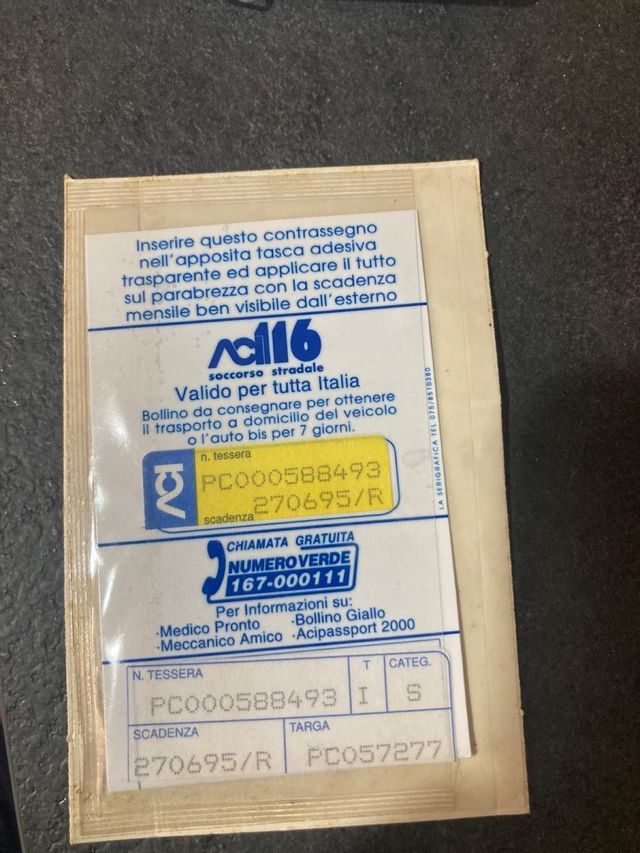 Inserire questo contrassegno
nell'apposita tasca adesiva
trasparente ed applicare il tutto
sul parabrezza con la scadenza
mensile ben visibile dall'esterno
ACI116
soccorso stradale
Valido per tutta Italia
Bollino da consegnare per ottenere
il trasporto a domicilio del veicolo
o l'auto bis per 7 giorni.
n. tessera
PC000588493
270695/R
scadenza
LA SERIGRAFICA TEL 075/8510380
CHIAMATA GRATUITA
NUMEROVERDE
167-000111
Per Informazioni su:
·Medico Pronto ·Bollino Giallo
·Meccanico Amico ·Acipassport 2000
N. TESSERA T CATEG.
PC000588493 I S
SCADENZA TARGA
270695/R PC057277